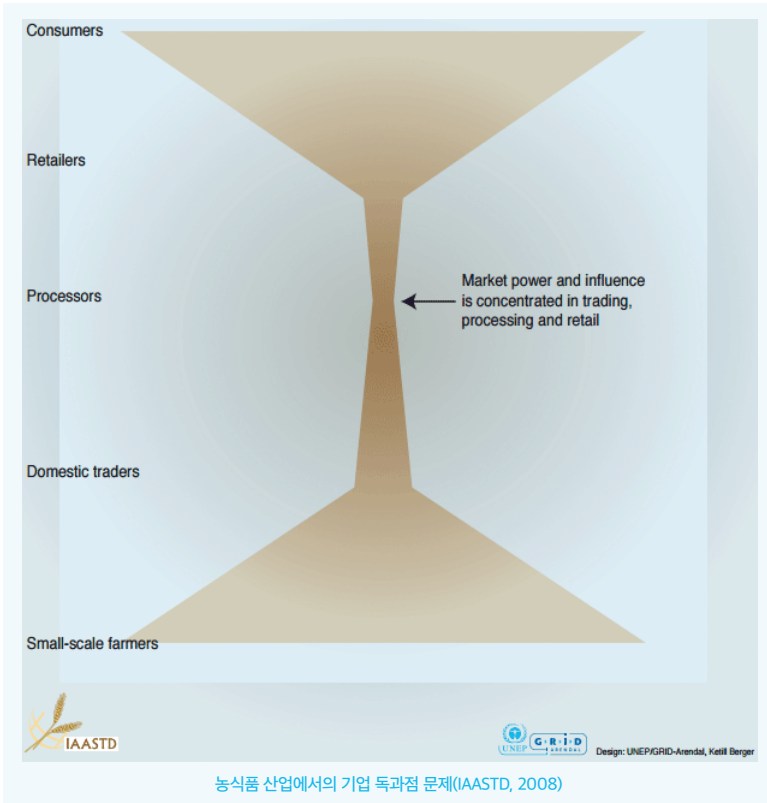 Consumers
Retailers
Processors
Market power and influence
is concentrated in trading,
processing and retail
Domestic traders
Small-scale farmers
IAASTD
UNEP
G R I D
ARENDAL
Design: UNEP/GRID-Arendal, Ketill Berger
농식품 산업에서의 기업 독과점 문제(IAASTD, 2008)